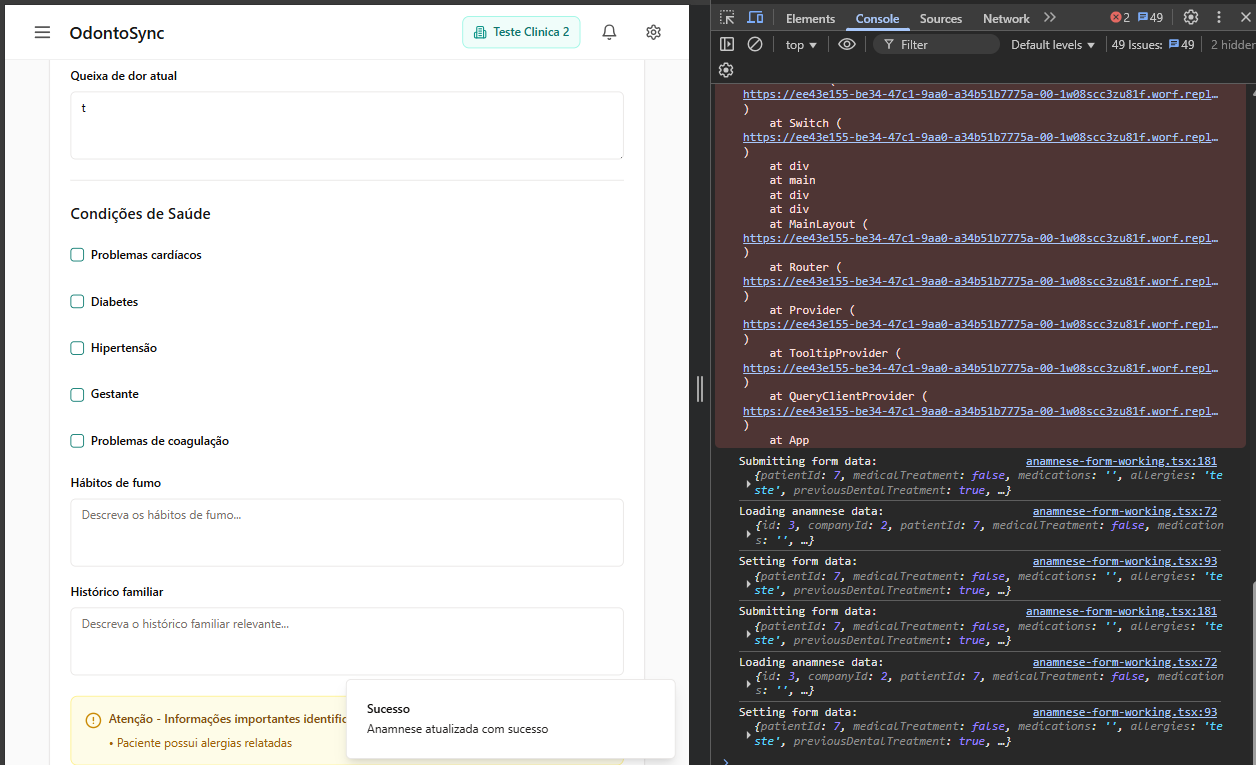 OdontoSync
Teste Clinica 2
Queixa de dor atual
t
Condições de Saúde
Problemas cardíacos
Diabetes
Hipertensão
Gestante
Problemas de coagulação
Hábitos de fumo
Descreva os hábitos de fumo...
Histórico familiar
Descreva o histórico familiar relevante...
Atenção - Informações importantes identific
• Paciente possui alergias relatadas
Sucesso
Anamnese atualizada com sucesso
Elements Console Sources Network 2 49
top Filter Default levels 49 Issues: 49 2 hidden
https://ee43e155-be34-47c1-9aa0-a34b51b7775a-00-1w08scc3zu81f.worf.repl…
)
at Switch (
https://ee43e155-be34-47c1-9aa0-a34b51b7775a-00-1w08scc3zu81f.worf.repl…
)
at div
at main
at div
at div
at MainLayout (
https://ee43e155-be34-47c1-9aa0-a34b51b7775a-00-1w08scc3zu81f.worf.repl…
)
at Router (
https://ee43e155-be34-47c1-9aa0-a34b51b7775a-00-1w08scc3zu81f.worf.repl…
)
at Provider (
https://ee43e155-be34-47c1-9aa0-a34b51b7775a-00-1w08scc3zu81f.worf.repl…
)
at TooltipProvider (
https://ee43e155-be34-47c1-9aa0-a34b51b7775a-00-1w08scc3zu81f.worf.repl…
)
at QueryClientProvider (
https://ee43e155-be34-47c1-9aa0-a34b51b7775a-00-1w08scc3zu81f.worf.repl…
)
at App
Submitting form data: anamnese-form-working.tsx:181
{patientId: 7, medicalTreatment: false, medications: '', allergies: 'te
ste', previousDentalTreatment: true, …}
Loading anamnese data: anamnese-form-working.tsx:72
{id: 3, companyId: 2, patientId: 7, medicalTreatment: false, medication
s: '', …}
Setting form data: anamnese-form-working.tsx:93
{patientId: 7, medicalTreatment: false, medications: '', allergies: 'te
ste', previousDentalTreatment: true, …}
Submitting form data: anamnese-form-working.tsx:181
{patientId: 7, medicalTreatment: false, medications: '', allergies: 'te
ste', previousDentalTreatment: true, …}
Loading anamnese data: anamnese-form-working.tsx:72
{id: 3, companyId: 2, patientId: 7, medicalTreatment: false, medication
s: '', …}
Setting form data: anamnese-form-working.tsx:93
{patientId: 7, medicalTreatment: false, medications: '', allergies: 'te
ste', previousDentalTreatment: true, …}